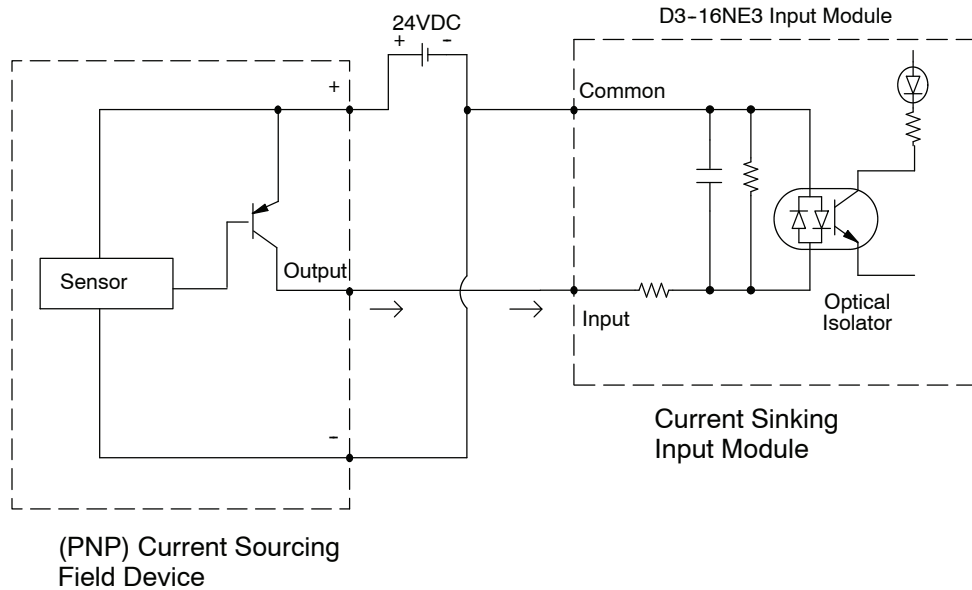 24VDC
+ -
D3-16NE3 Input Module
+
Common
Sensor
Output
Input
Optical
Isolator
-
Current Sinking
Input Module
(PNP) Current Sourcing
Field Device